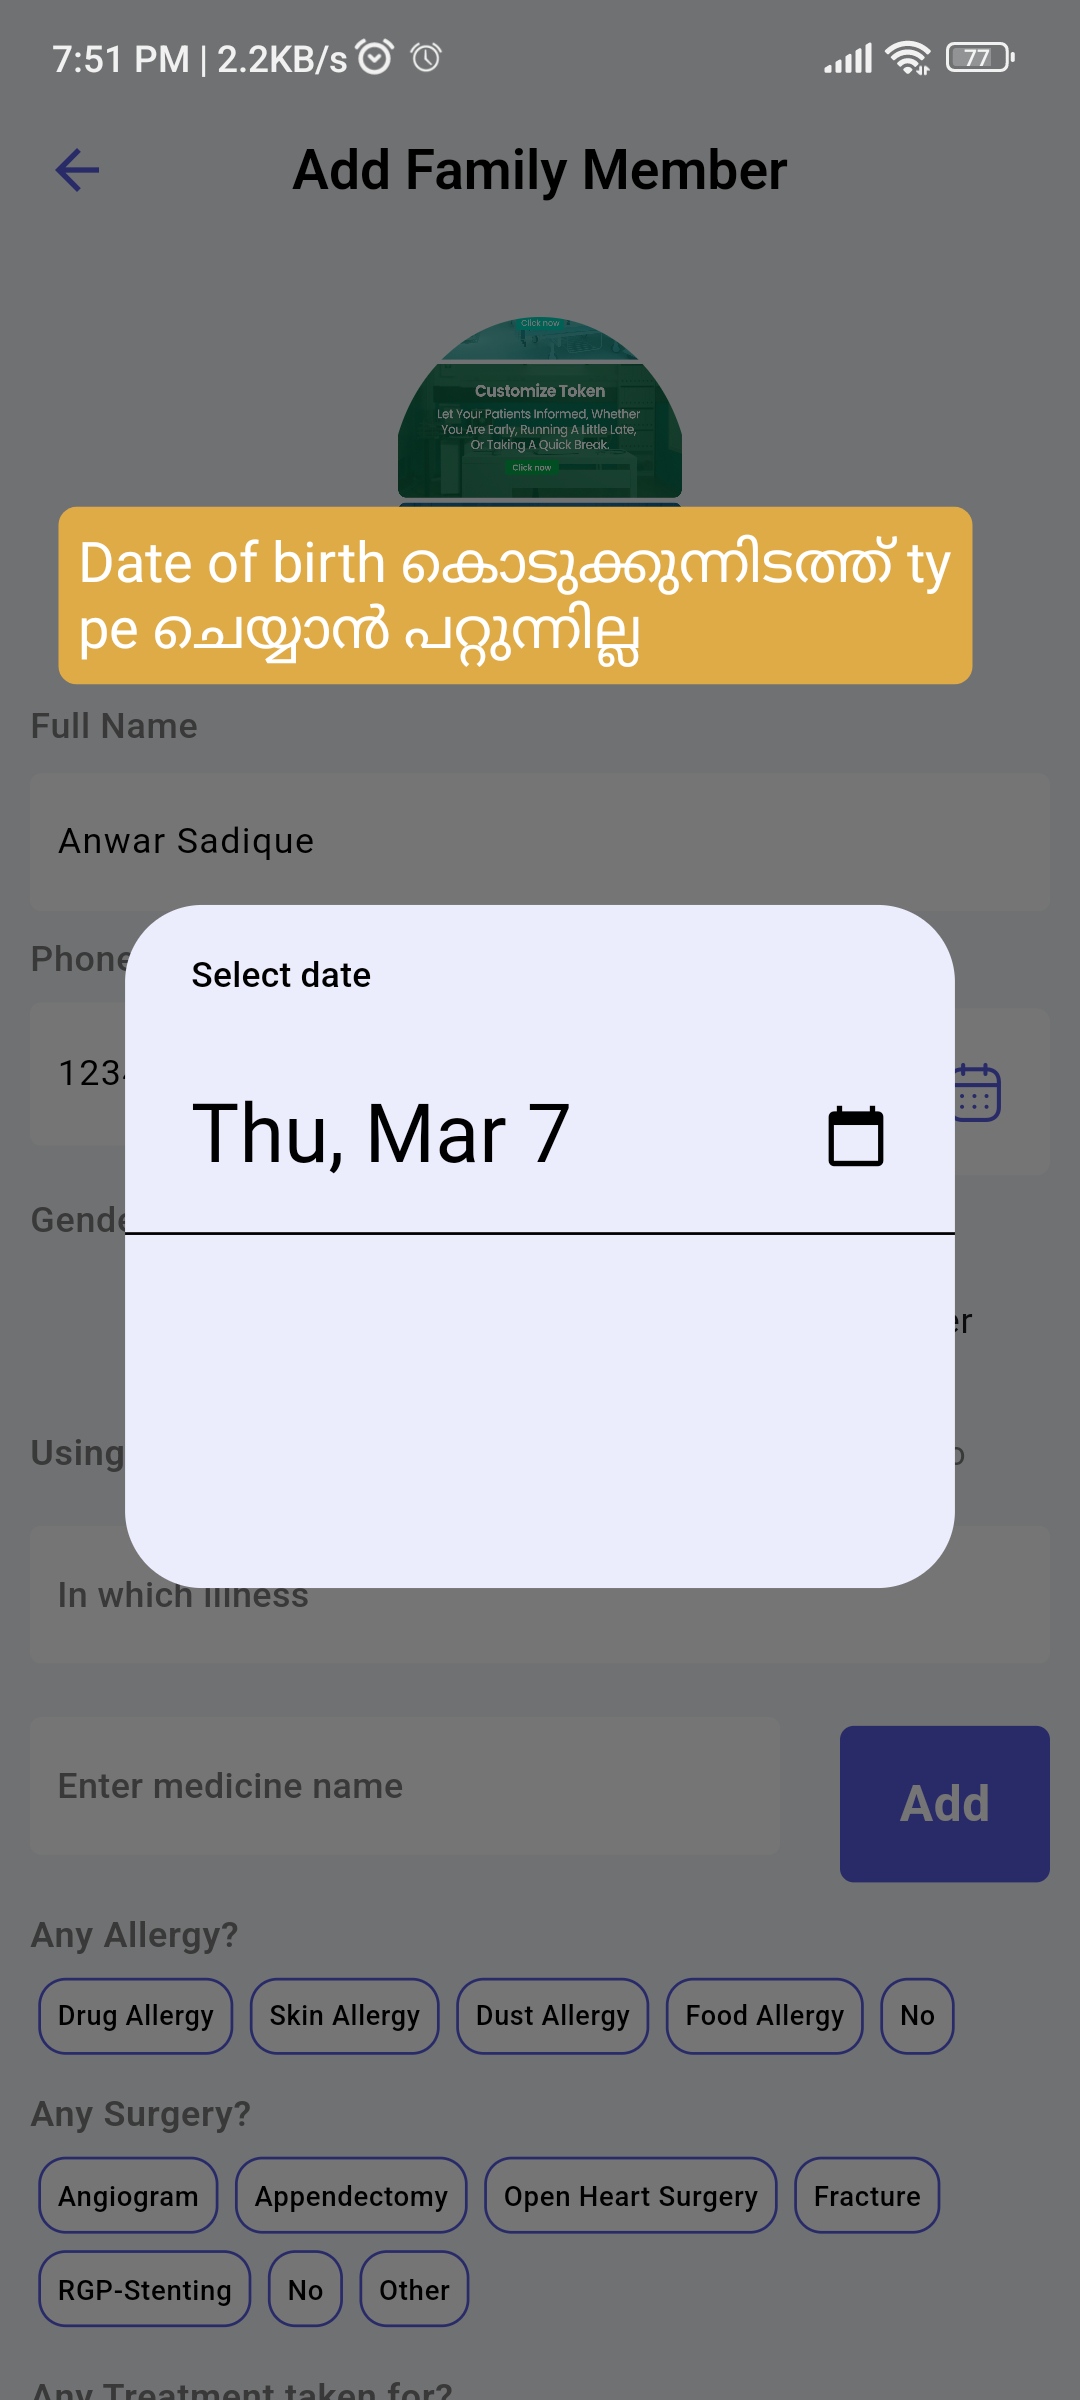 7:51 PM | 2.2KB/s
77
Add Family Member
Click now
Customize Token
Let Your Patients Informed, Whether
You Are Early, Running A Little Late,
Or Taking A Quick Break.
Click now
Date of birth കൊടുക്കുന്നിടത്ത് ty
pe ചെയ്യാൻ പറ്റുന്നില്ല
Full Name
Anwar Sadique
Phone
Select date
123
Thu, Mar 7
Gende
er
Using
o
In which illness
Enter medicine name
Add
Any Allergy?
Drug Allergy Skin Allergy Dust Allergy Food Allergy No
Any Surgery?
Angiogram Appendectomy Open Heart Surgery Fracture
RGP-Stenting No Other
Any Treatment taken for?